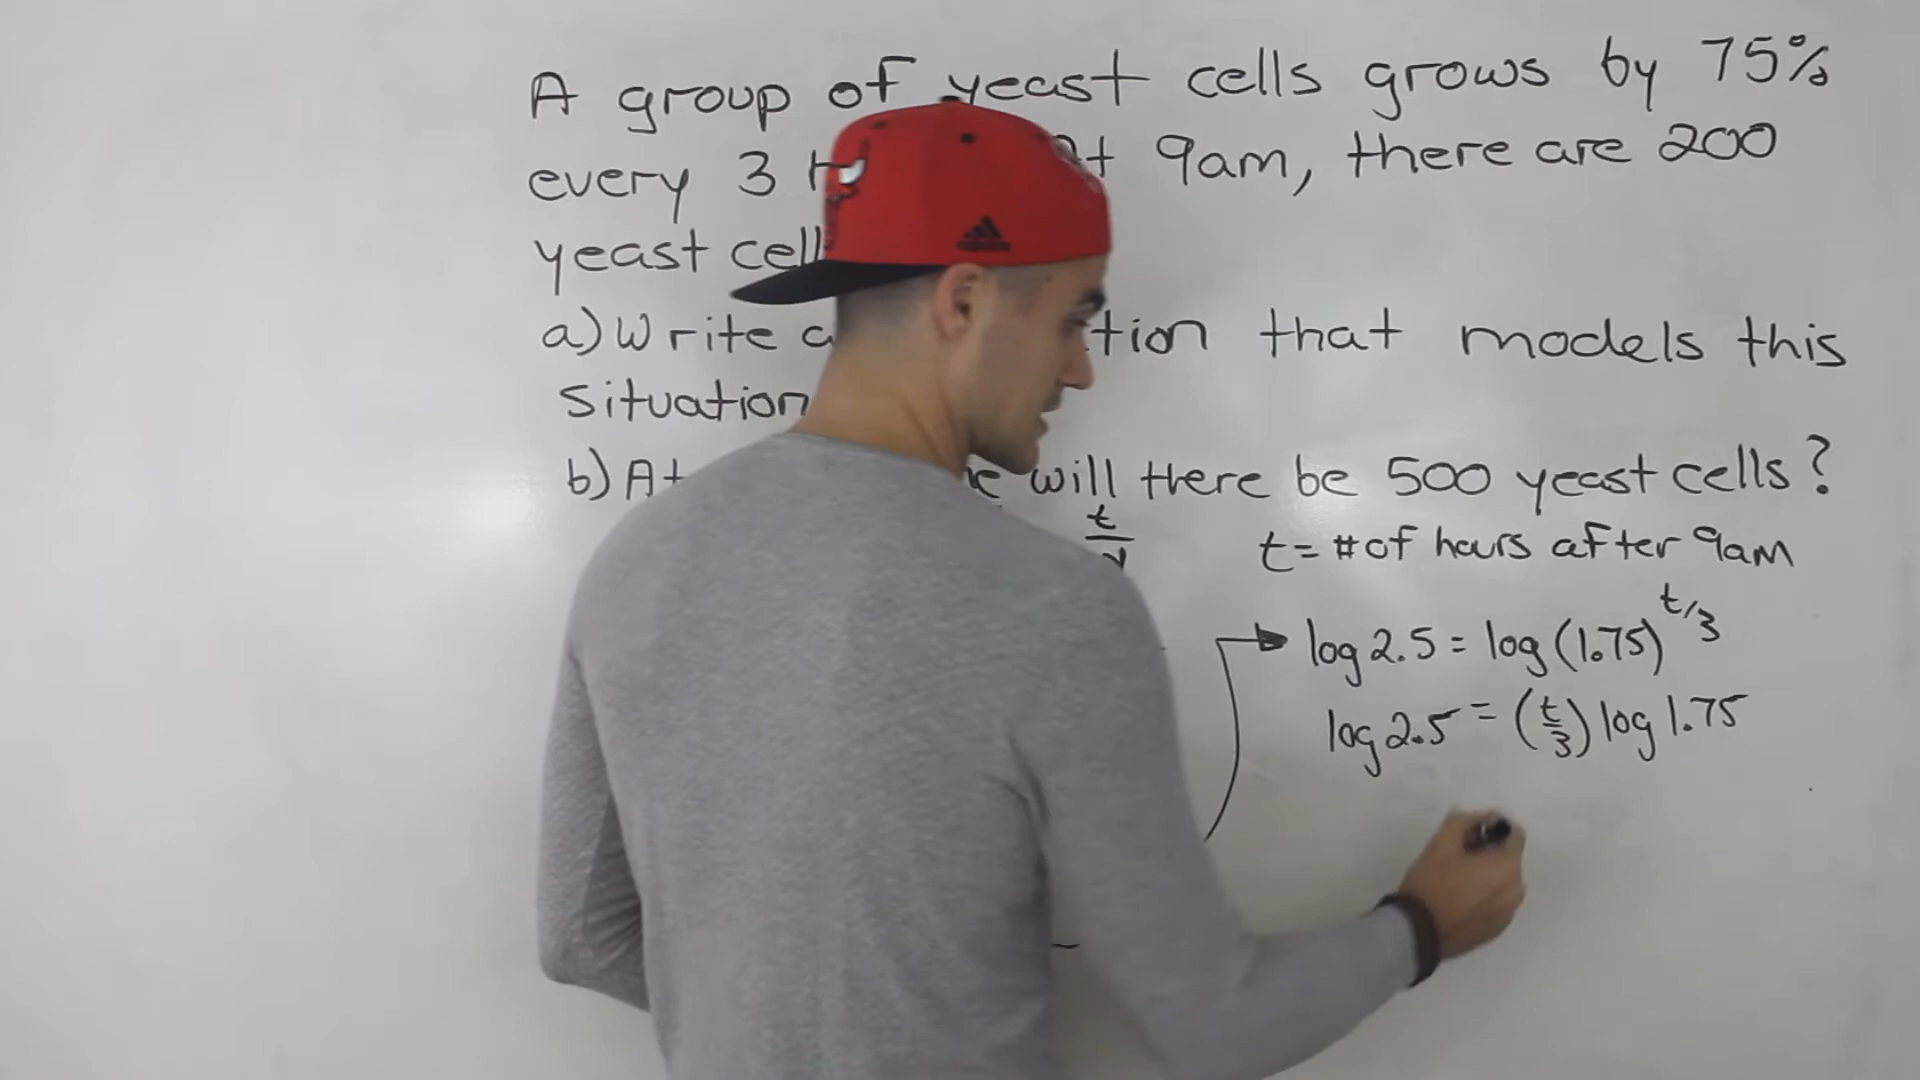 A group of yeast cells grows by 75%
every 3 at 9am, there are 200
yeast cell
a) Write a tion that models this
situation
b) At will there be 500 yeast cells?
t t = # of hours after 9am
log 2.5 = log (1.75)^t/3
log 2.5 = (t/3) log 1.75